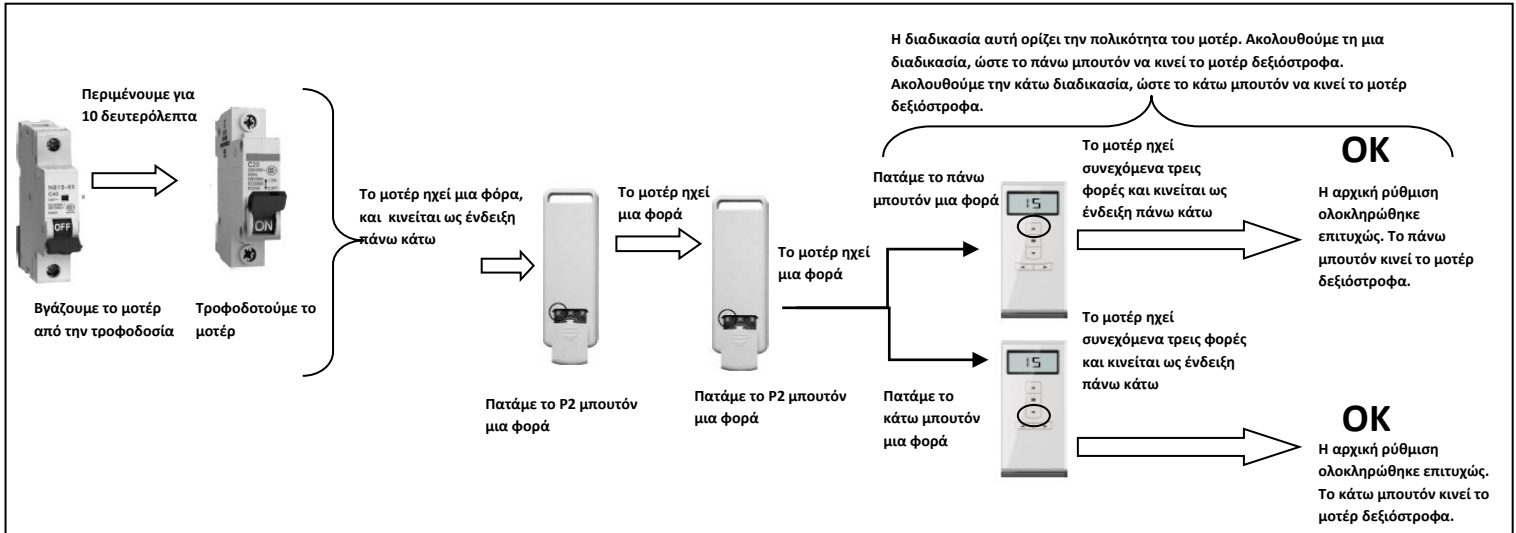 Η διαδικασία αυτή ορίζει την πολικότητα του μοτέρ. Ακολουθούμε τη μια
διαδικασία, ώστε το πάνω μπουτόν να κινεί το μοτέρ δεξιόστροφα.
Ακολουθούμε την κάτω διαδικασία, ώστε το κάτω μπουτόν να κινεί το μοτέρ
δεξιόστροφα.
Περιμένουμε για
10 δευτερόλεπτα
OFF
C20
ON
Βγάζουμε το μοτέρ
από την τροφοδοσία
Τροφοδοτούμε το
μοτέρ
Το μοτέρ ηχεί μια φόρα,
και κινείται ως ένδειξη
πάνω κάτω
Πατάμε το P2 μπουτόν
μια φορά
Το μοτέρ ηχεί
μια φορά
Πατάμε το P2 μπουτόν
μια φορά
Το μοτέρ ηχεί
μια φορά
Πατάμε το πάνω
μπουτόν μια φορά
15
Το μοτέρ ηχεί
συνεχόμενα τρεις
φορές και κινείται ως
ένδειξη πάνω κάτω
OK
Η αρχική ρύθμιση
ολοκληρώθηκε
επιτυχώς. Το πάνω
μπουτόν κινεί το μοτέρ
δεξιόστροφα.
Πατάμε το
κάτω μπουτόν
μια φορά
15
Το μοτέρ ηχεί
συνεχόμενα τρεις φορές
και κινείται ως ένδειξη
πάνω κάτω
OK
Η αρχική ρύθμιση
ολοκληρώθηκε επιτυχώς.
Το κάτω μπουτόν κινεί το
μοτέρ δεξιόστροφα.